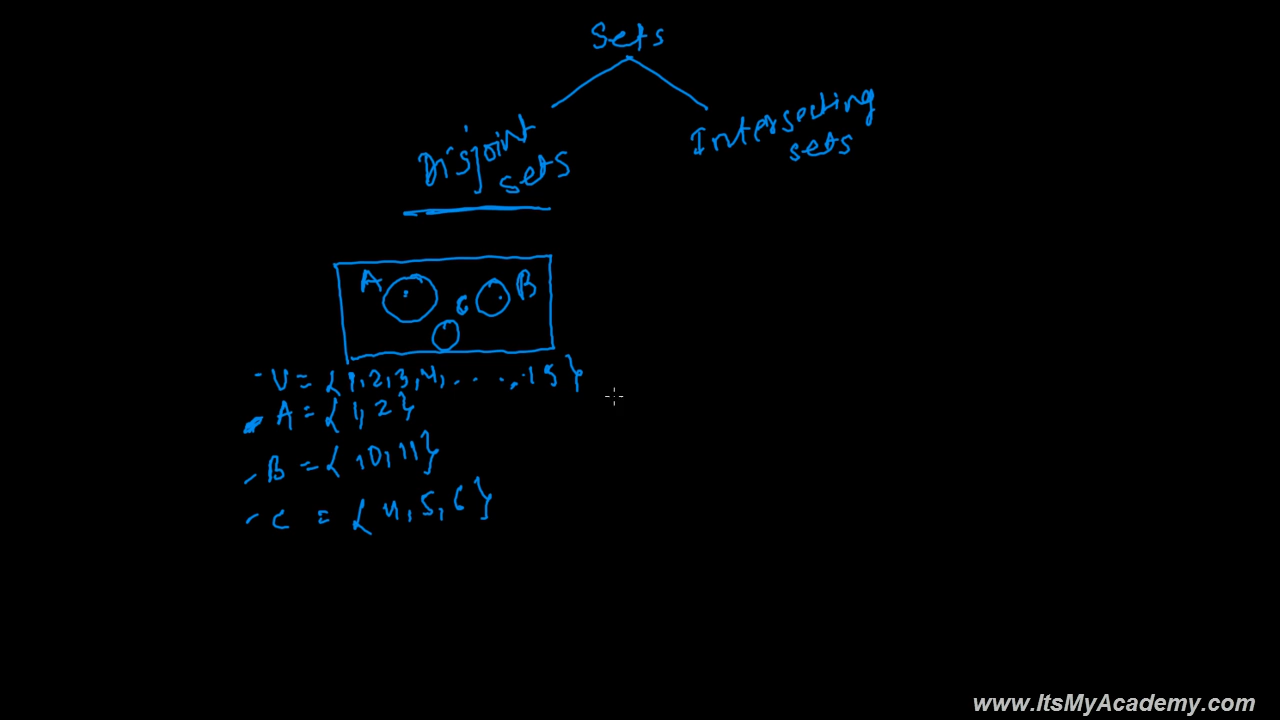 Sets
Disjoint
sets
Intersecting
sets
A
C
B
- U = {1, 2, 3, 4, . . . ., . 15}
- A = {1, 2}
- B = {10, 11}
- C = {4, 5, 6}
www.ItsMyAcademy.com